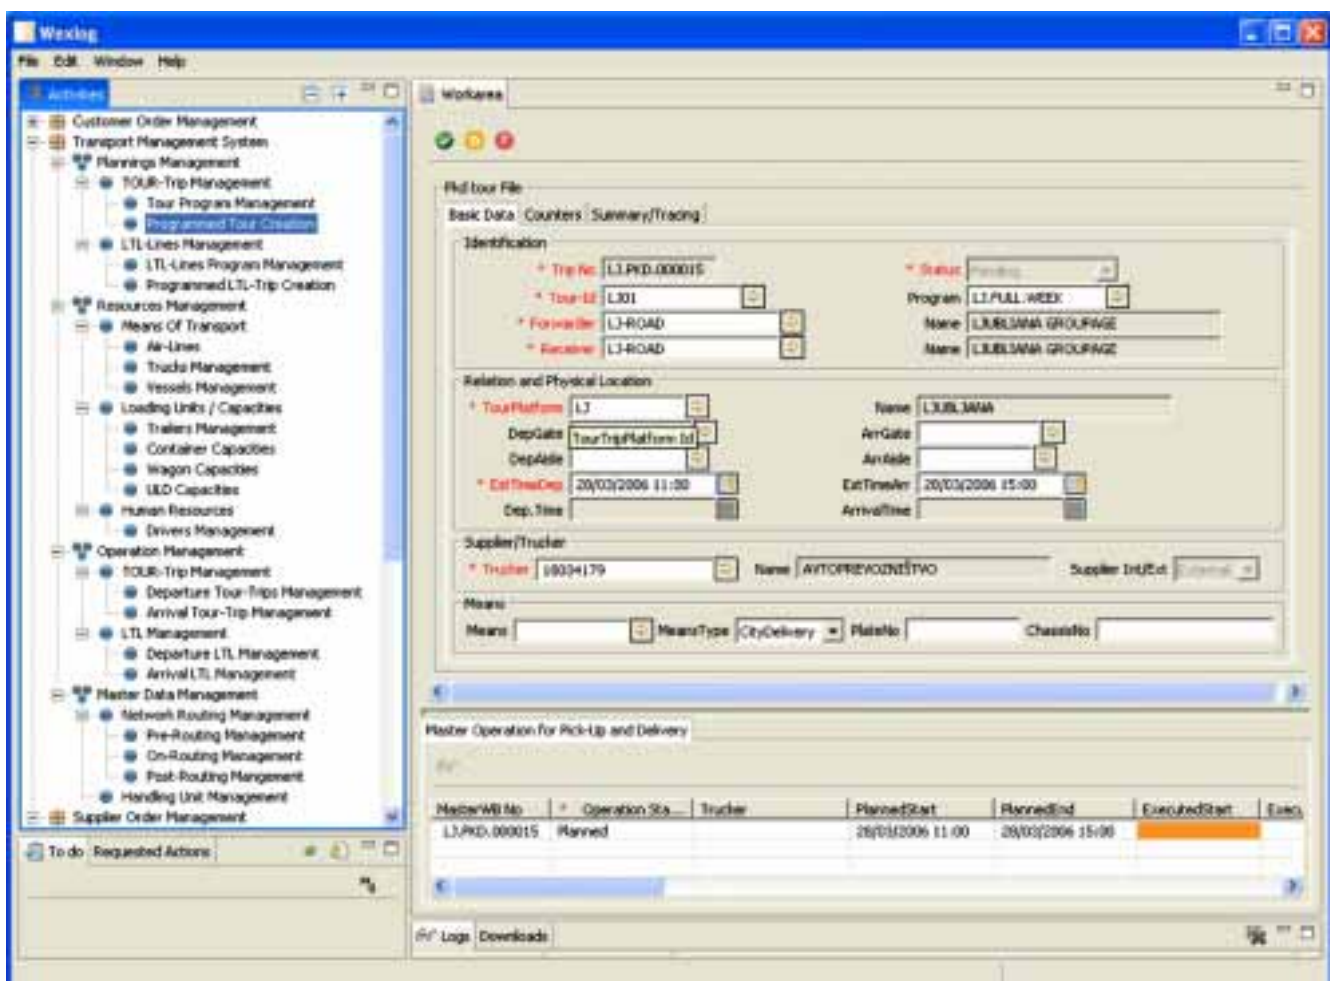 Wexlog
File Edit Window Help
Activities
Customer Order Management
Transport Management System
Plannings Management
TOUR-Trip Management
Tour Program Management
Programmed Tour Creation
LTL-Lines Management
LTL-Lines Program Management
Programmed LTL-Trip Creation
Resources Management
Means Of Transport
Air-Lines
Trucks Management
Vessels Management
Loading Units / Capacities
Trailers Management
Container Capacities
Wagon Capacities
ULD Capacities
Human Resources
Drivers Management
Operation Management
TOUR-Trip Management
Departure Tour-Trips Management
Arrival Tour-Trip Management
LTL Management
Departure LTL Management
Arrival LTL Management
Master Data Management
Network Routing Management
Pre-Routing Management
On-Routing Management
Post-Routing Mangement
Handling Unit Management
Supplier Order Management
To do Requested Actions
Workarea
Pkd tour File
Basic Data Counters Summary/Tracing
Identification
* Trip No LJ.PKD.000015 * Status Pending
* Tour-Id LJ01 Program LJ.FULL.WEEK
* Forwarder LJ-ROAD Name LJUBLJANA GROUPAGE
* Receiver LJ-ROAD Name LJUBLJANA GROUPAGE
Relation and Physical Location
* TourPlatform LJ Name LJUBLJANA
DepGate TourTripPlatform Id ArrGate
DepAisle ArrAisle
* EstTimeDep 28/03/2006 11:00 EstTimeArr 28/03/2006 15:00
Dep.Time ArrivalTime
Supplier/Trucker
* Trucker 18034179 Name AVTOPREVOZNIŠTVO Supplier Int/Ext External
Means
Means MeansType CityDelivery PlateNo ChassisNo
Master Operation for Pick-Up and Delivery
MasterWB No * Operation Sta... Trucker PlannedStart PlannedEnd ExecutedStart Execu
LJ.PKD.000015 Planned 28/03/2006 11:00 28/03/2006 15:00
Logs Downloads